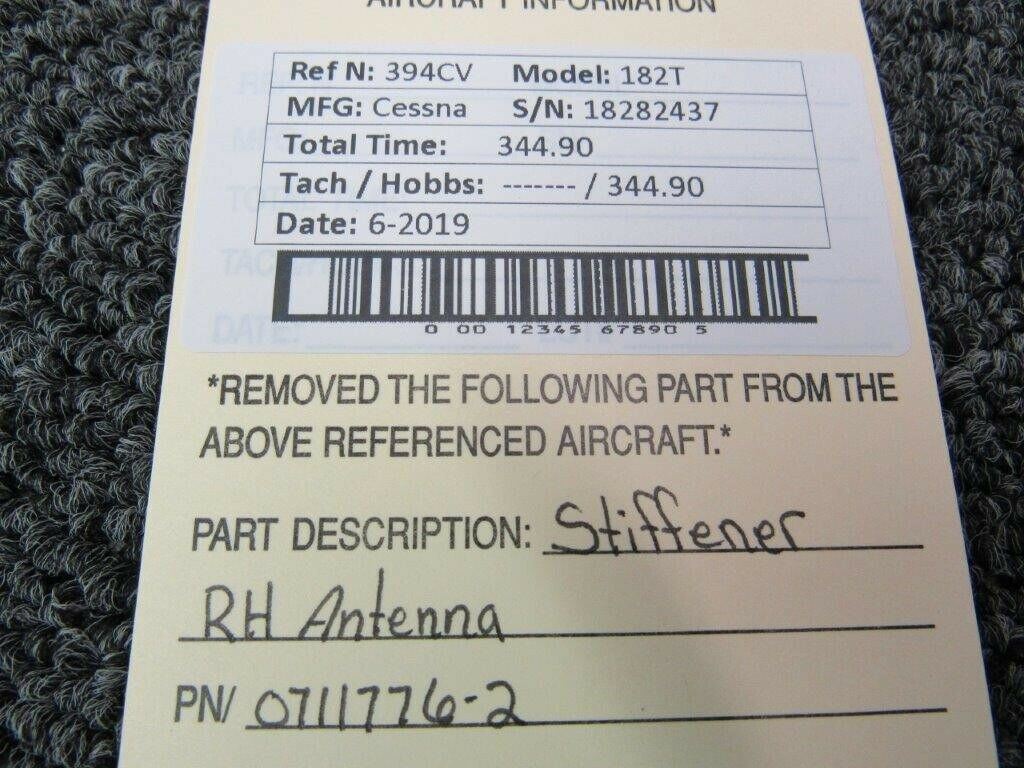 AIRCRAFT INFORMATION
Ref N: 394CV Model: 182T
MFG: Cessna S/N: 18282437
Total Time: 344.90
Tach / Hobbs: ------- / 344.90
Date: 6-2019
0 00 12345 67890 5
*REMOVED THE FOLLOWING PART FROM THE
ABOVE REFERENCED AIRCRAFT.*
PART DESCRIPTION: Stiffener
RH Antenna
PN/ 0711776-2